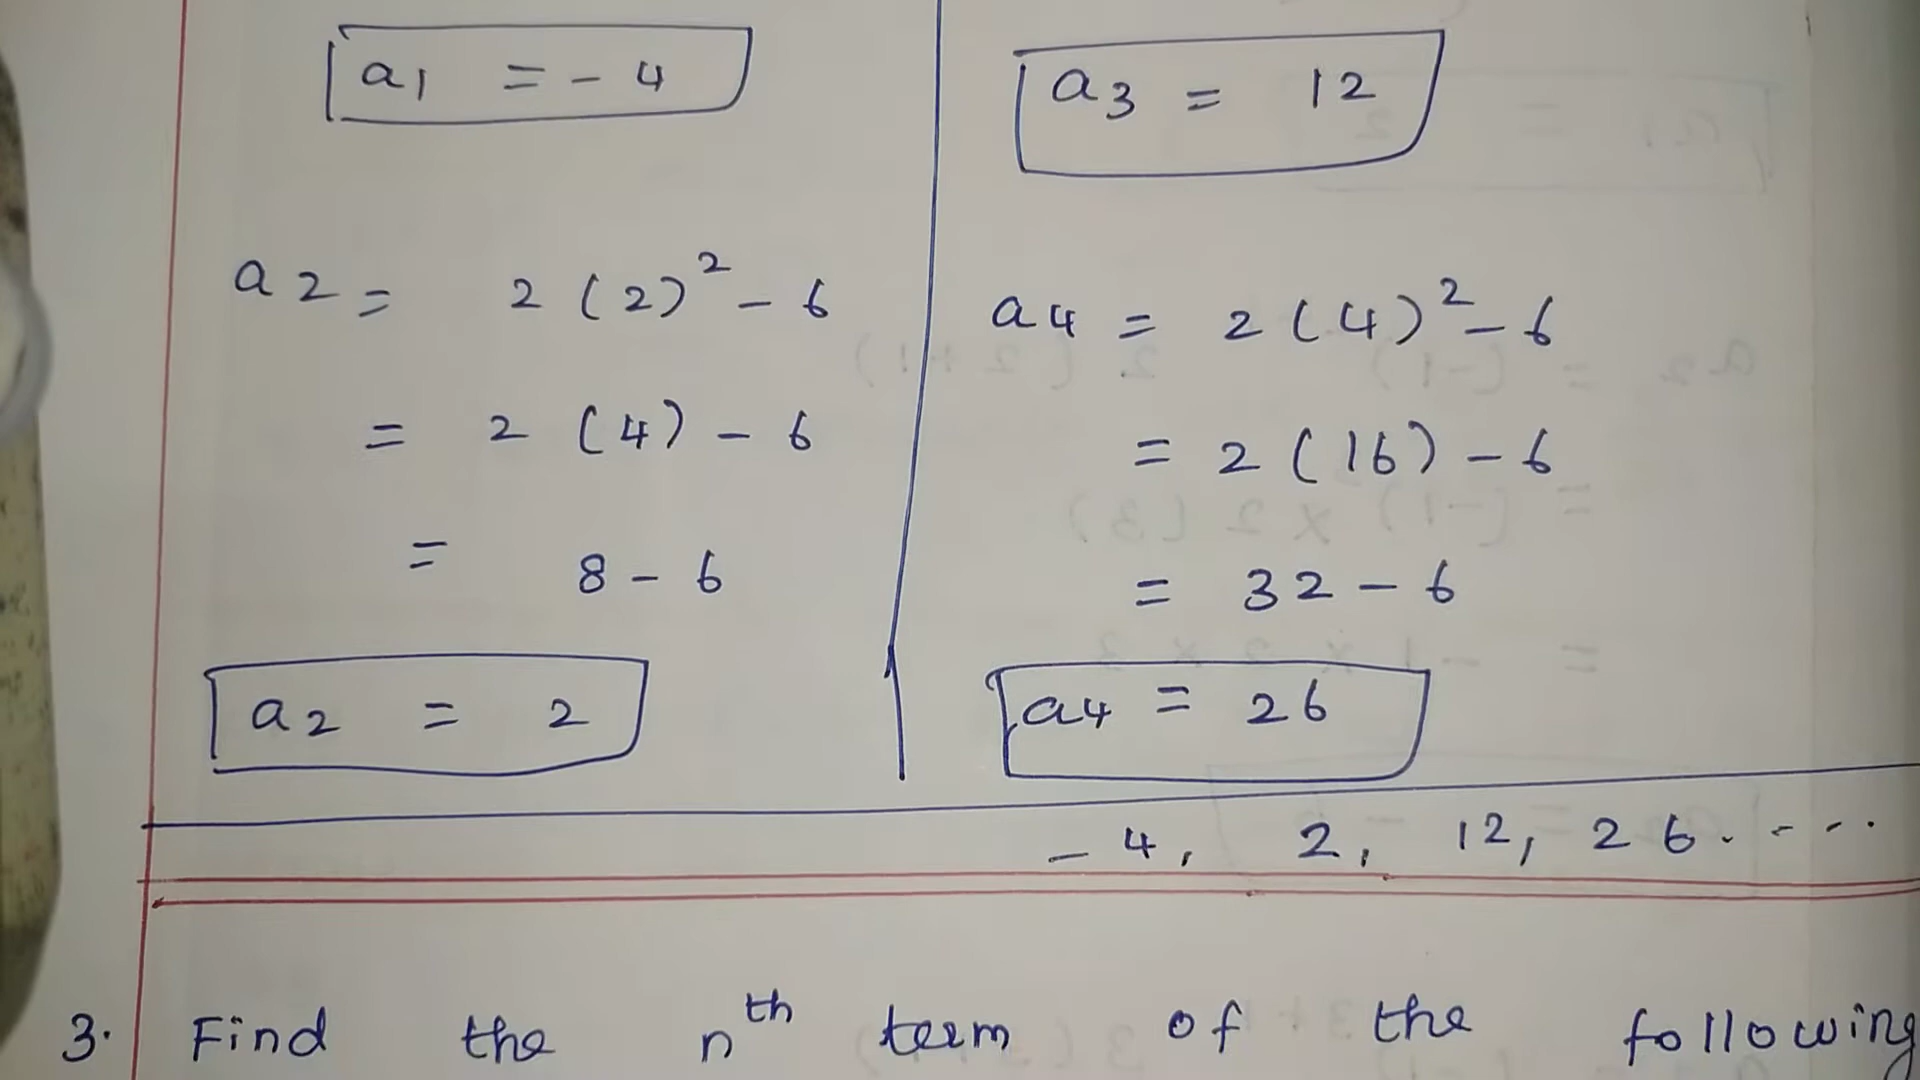 a1 = - 4
a2 = 2 (2)² - 6
= 2 (4) - 6
= 8 - 6
a2 = 2
a3 = 12
a4 = 2 (4)² - 6
= 2 (16) - 6
= 32 - 6
a4 = 26
- 4, 2, 12, 26. ---.
3. Find the nth term of the following